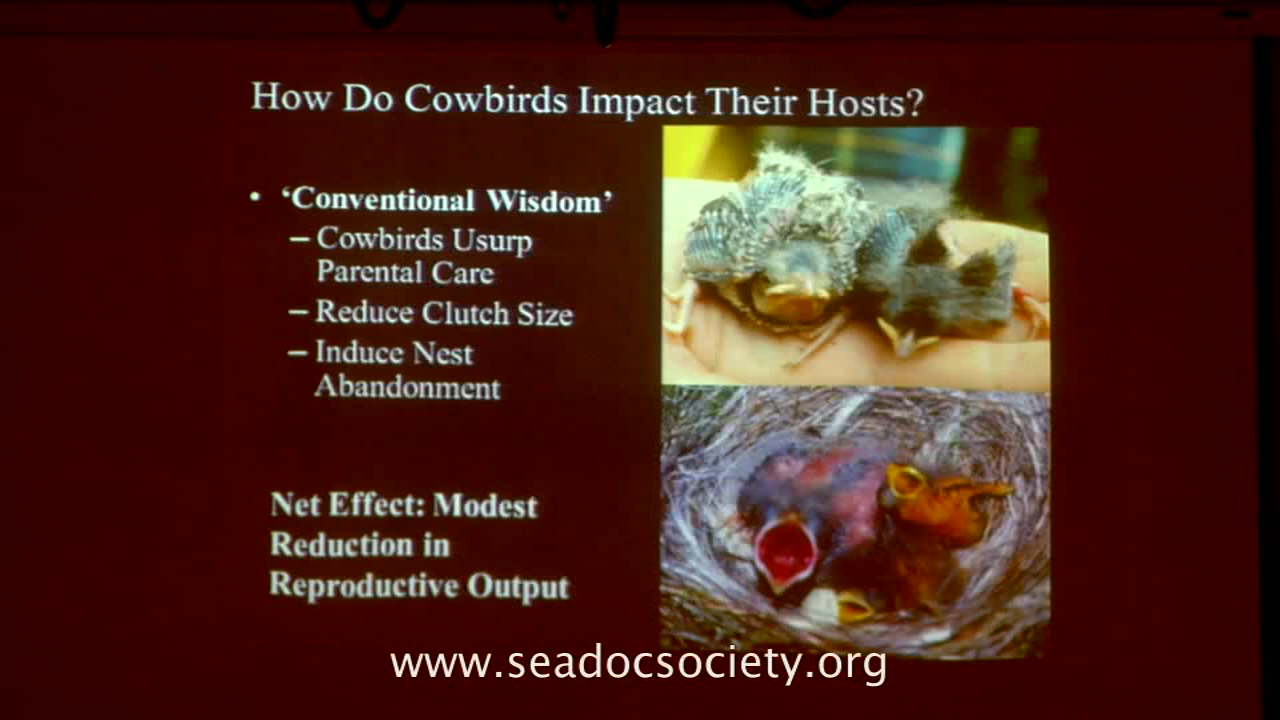 How Do Cowbirds Impact Their Hosts?
• ‘Conventional Wisdom’
– Cowbirds Usurp
Parental Care
– Reduce Clutch Size
– Induce Nest
Abandonment
Net Effect: Modest
Reduction in
Reproductive Output
www.seadocsociety.org